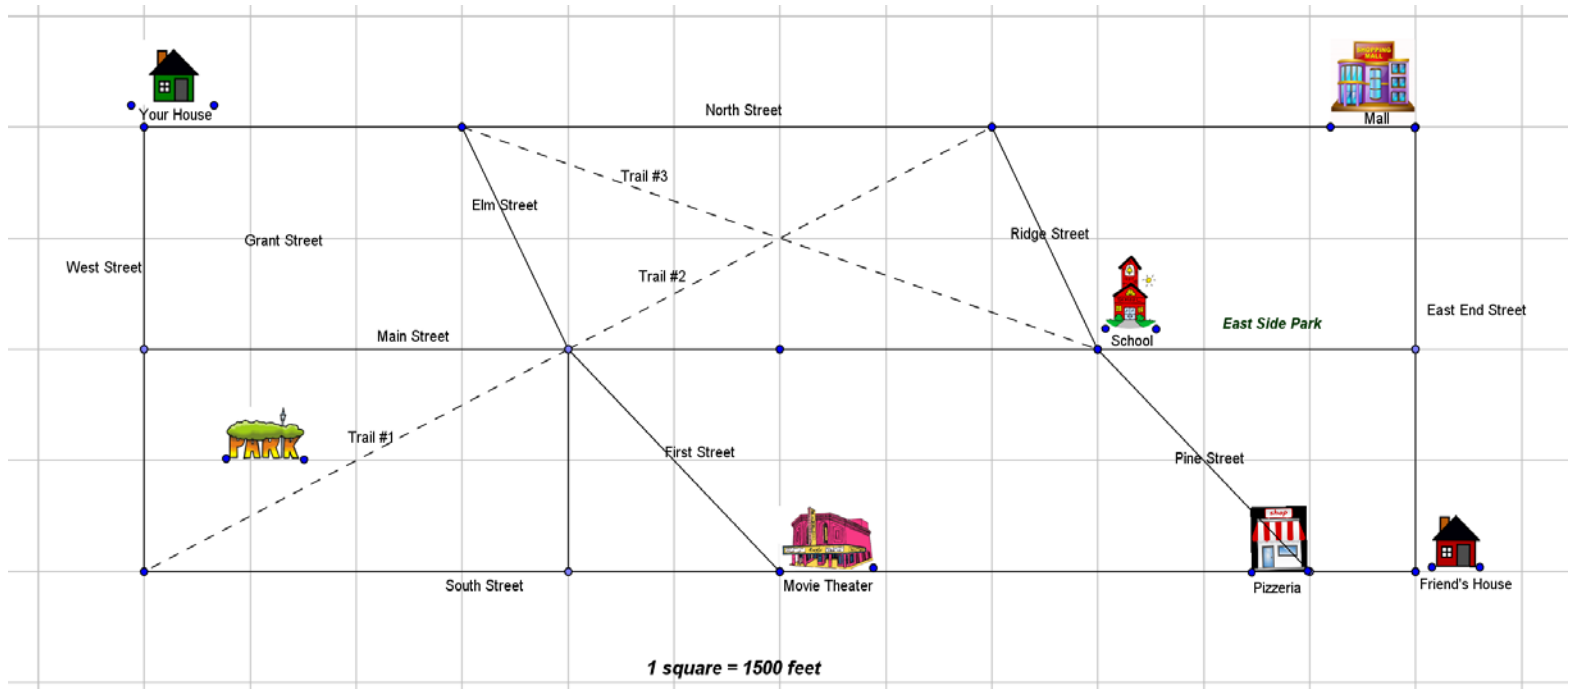 SHOPPING
MALL
Your House
North Street
Mall
Trail #3
Elm Street
Grant Street
Ridge Street
West Street
Trail #2
East End Street
East Side Park
Main Street
School
PARK
Trail #1
First Street
Pine Street
shop
South Street
Movie Theater
Pizzeria
Friend's House
1 square = 1500 feet